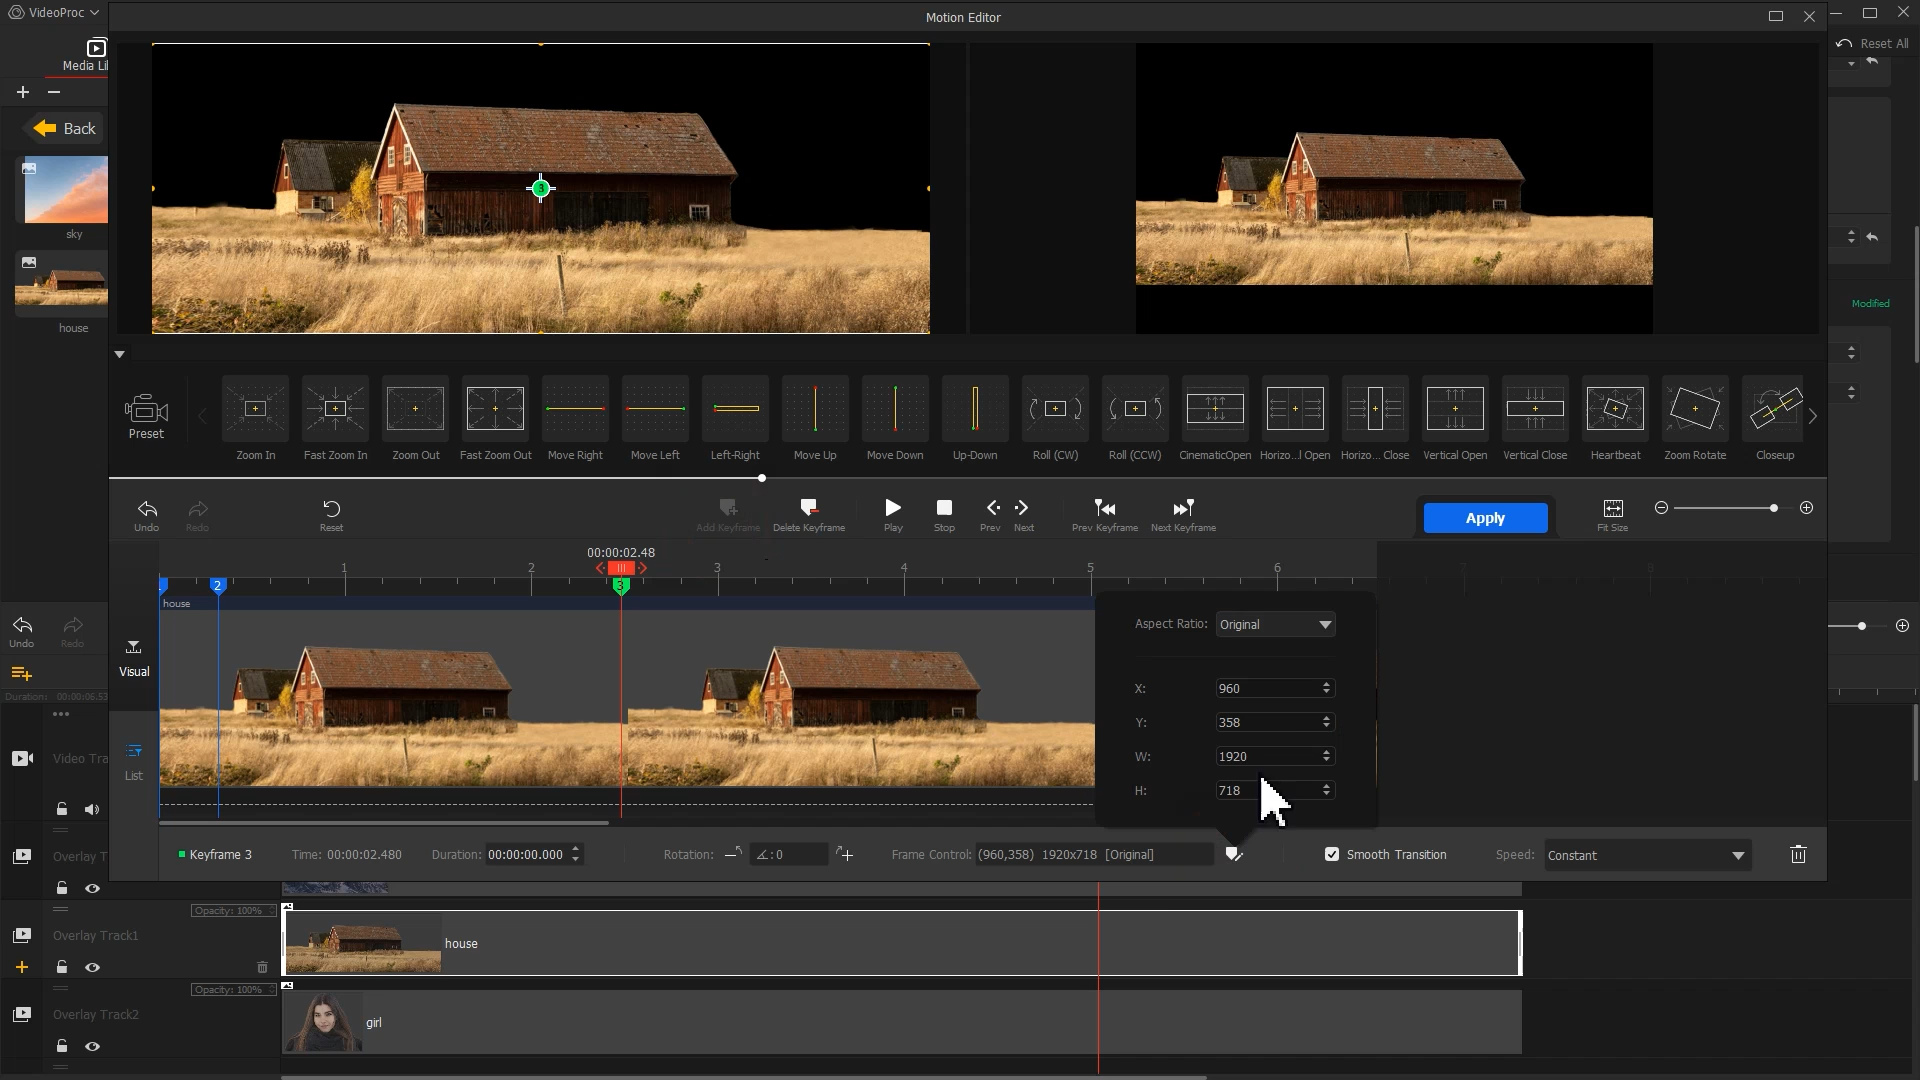 VideoProc
Motion Editor
Reset All
Media Li
Back
sky
house
Modified
Preset
Zoom In
Fast Zoom In
Zoom Out
Fast Zoom Out
Move Right
Move Left
Left-Right
Move Up
Move Down
Up-Down
Roll (CW)
Roll (CCW)
CinematicOpen
Horizo...l Open
Horizo... Close
Vertical Open
Vertical Close
Heartbeat
Zoom Rotate
Closeup
Undo
Redo
Reset
Add Keyframe
Delete Keyframe
Play
Stop
Prev
Next
Prev Keyframe
Next Keyframe
Apply
Fit Size
00:00:02.48
1 2 3 4 5 6 7 8
2
3
house
Undo
Redo
Visual
List
Aspect Ratio: Original
X: 960
Y: 358
W: 1920
H: 718
Duration: 00:00:06.53
Video Tra
Keyframe 3
Time: 00:00:02.480
Duration: 00:00:00.000
Rotation:
∠:0
Frame Control: (960,358) 1920x718 [Original]
Smooth Transition
Speed: Constant
Overlay T
Opacity: 100%
Overlay Track1
house
Opacity: 100%
Overlay Track2
girl